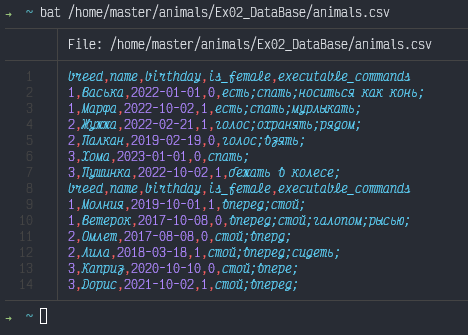 → ~ bat /home/master/animals/Ex02_DataBase/animals.csv
File: /home/master/animals/Ex02_DataBase/animals.csv
1 breed,name,birthday,is_female,executable_commands
2 1,Васька,2022-01-01,0,есть;спать;носиться как конь;
3 1,Марфа,2022-10-02,1,есть;спать;мурлыкать;
4 2,Жужжа,2022-02-21,1,голос;охранять;рядом;
5 2,Палкан,2019-02-19,0,голос;взять;
6 3,Хома,2023-01-01,0,спать;
7 3,Пушинка,2022-10-02,1,бежать в колесе;
8 breed,name,birthday,is_female,executable_commands
9 1,Молния,2019-10-01,1,вперед;стой;
10 1,Ветерок,2017-10-08,0,вперед;стой;галопом;рысью;
11 2,Омлет,2017-08-08,0,стой;вперд;
12 2,Лила,2018-03-18,1,стой;вперед;сидеть;
13 3,Каприз,2020-10-10,0,стой;впере;
14 3,Дорис,2021-10-02,1,стой;вперед;
→ ~